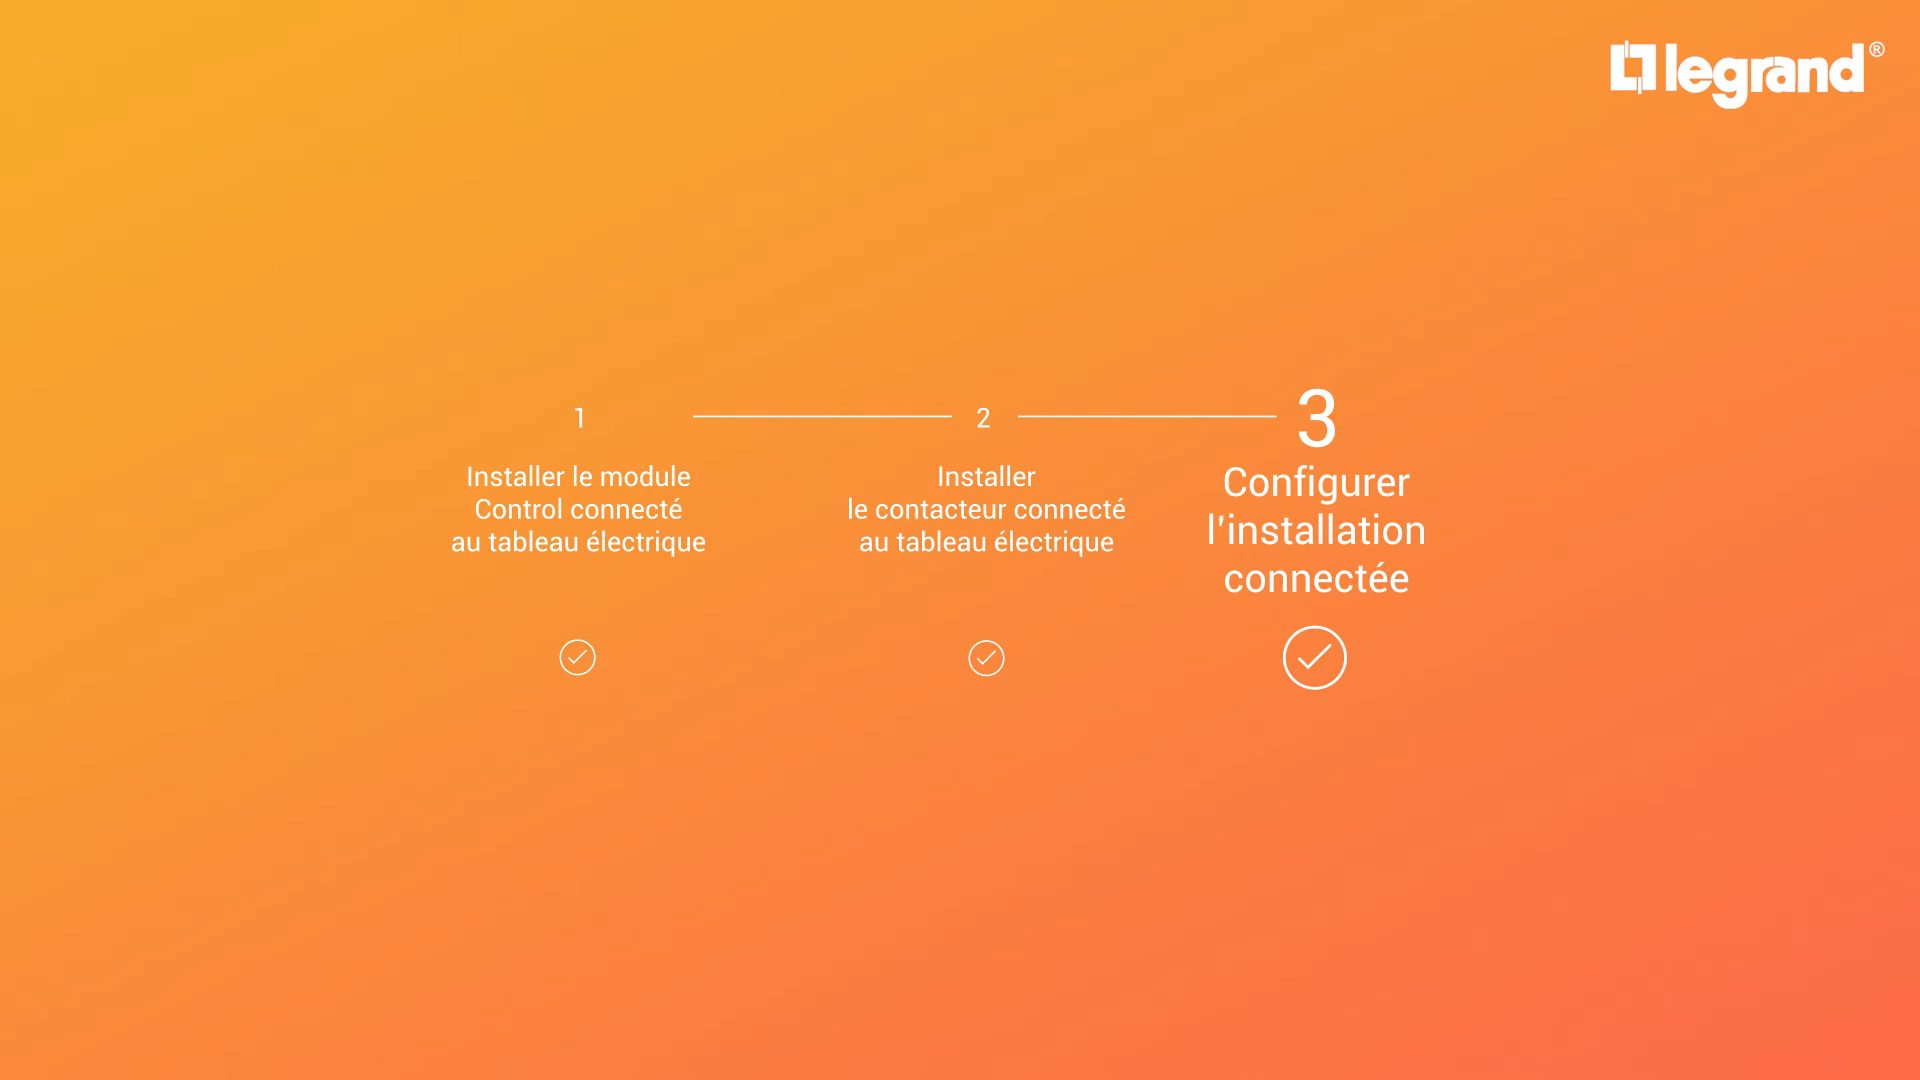 legrand®
1
Installer le module
Control connecté
au tableau électrique
2
Installer
le contacteur connecté
au tableau électrique
3
Configurer
l'installation
connectée